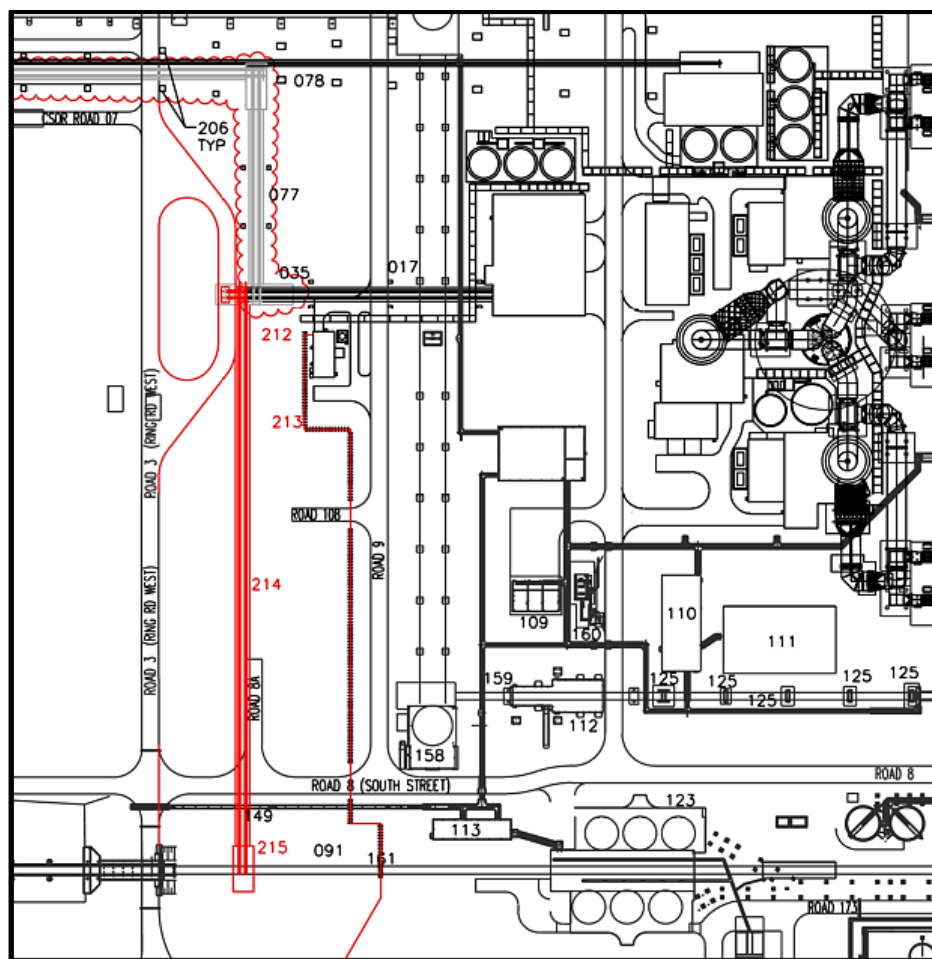 078
CSOR ROAD 07
206
TYP
077
035
017
212
213
ROAD 3 (RING RD WEST)
ROAD 108
ROAD 9
214
109
160
110
111
ROAD 3 (RING RD WEST)
ROAD 8A
159
125
125
125
125
125
112
158
ROAD 8 (SOUTH STREET)
ROAD 8
149
123
113
215
091
161
ROAD 173